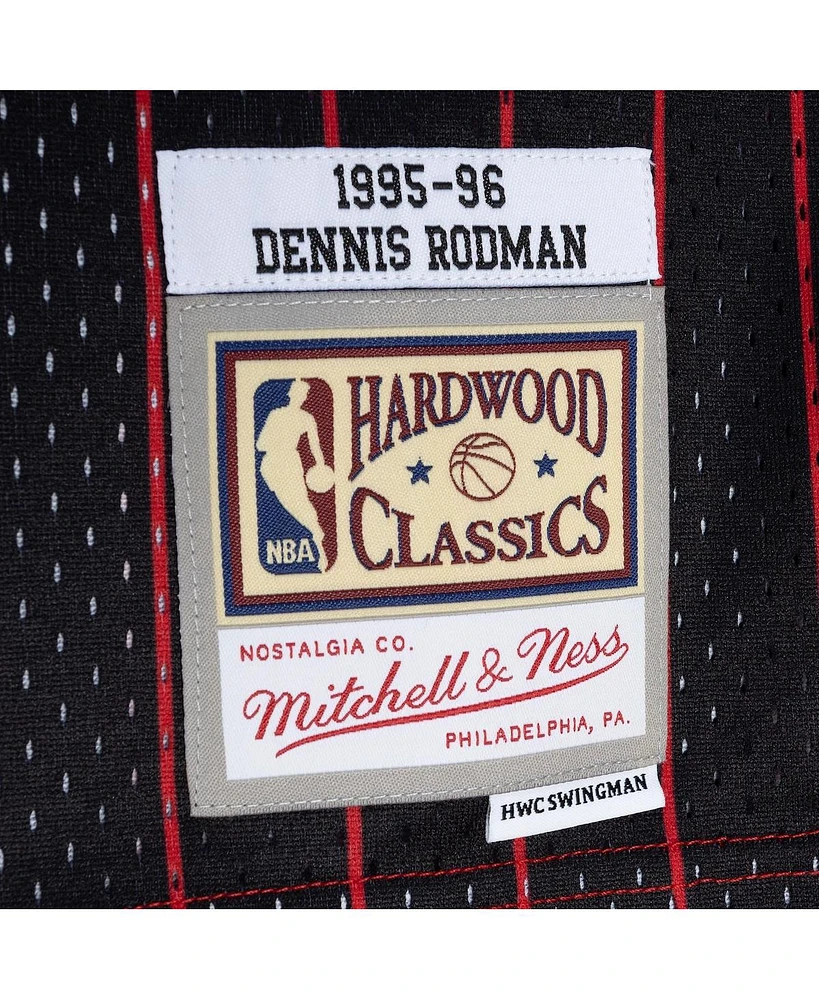 1995-96
DENNIS RODMAN
HARDWOOD
CLASSICS
NBA
NOSTALGIA CO.
Mitchell & Ness
PHILADELPHIA, PA.
HWC SWINGMAN